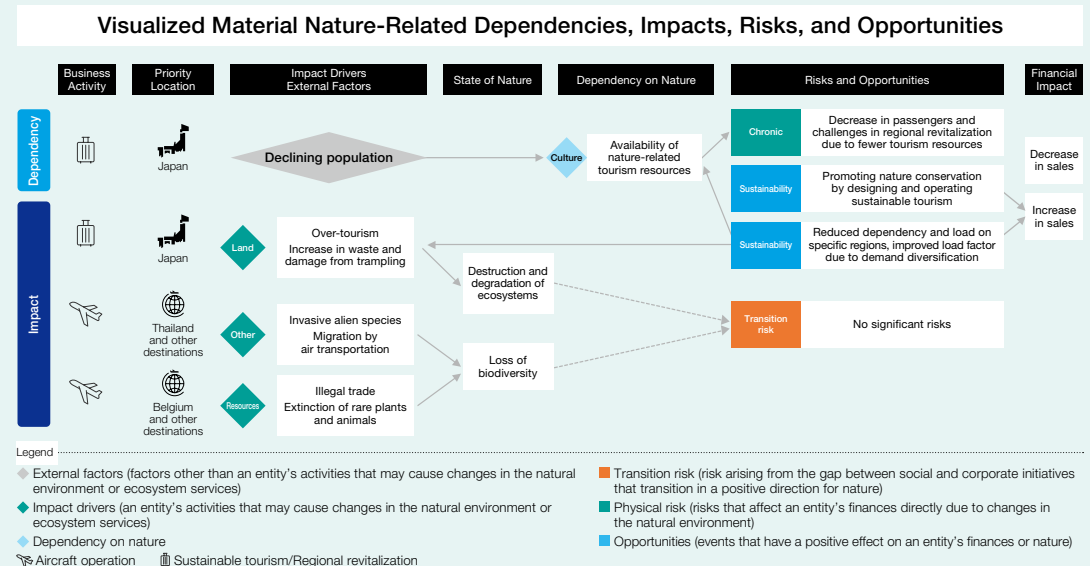 Visualized Material Nature-Related Dependencies, Impacts, Risks, and Opportunities
Business
Activity
Priority
Location
Impact Drivers
External Factors
State of Nature
Dependency on Nature
Risks and Opportunities
Financial
Impact
Dependency
Japan
Declining population
Culture
Availability of
nature-related
tourism resources
Chronic
Decrease in passengers and
challenges in regional revitalization
due to fewer tourism resources
Decrease
in sales
Sustainability
Promoting nature conservation
by designing and operating
sustainable tourism
Increase
in sales
Impact
Japan
Land
Over-tourism
Increase in waste and
damage from trampling
Sustainability
Reduced dependency and load on
specific regions, improved load factor
due to demand diversification
Destruction and
degradation of
ecosystems
Thailand
and other
destinations
Other
Invasive alien species
Migration by
air transportation
Transition
risk
No significant risks
Loss of
biodiversity
Belgium
and other
destinations
Resources
Illegal trade
Extinction of rare plants
and animals
Legend
External factors (factors other than an entity's activities that may cause changes in the natural
environment or ecosystem services)
Impact drivers (an entity's activities that may cause changes in the natural environment or
ecosystem services)
Dependency on nature
Aircraft operation
Sustainable tourism/Regional revitalization
Transition risk (risk arising from the gap between social and corporate initiatives
that transition in a positive direction for nature)
Physical risk (risks that affect an entity's finances directly due to changes in
the natural environment)
Opportunities (events that have a positive effect on an entity's finances or nature)